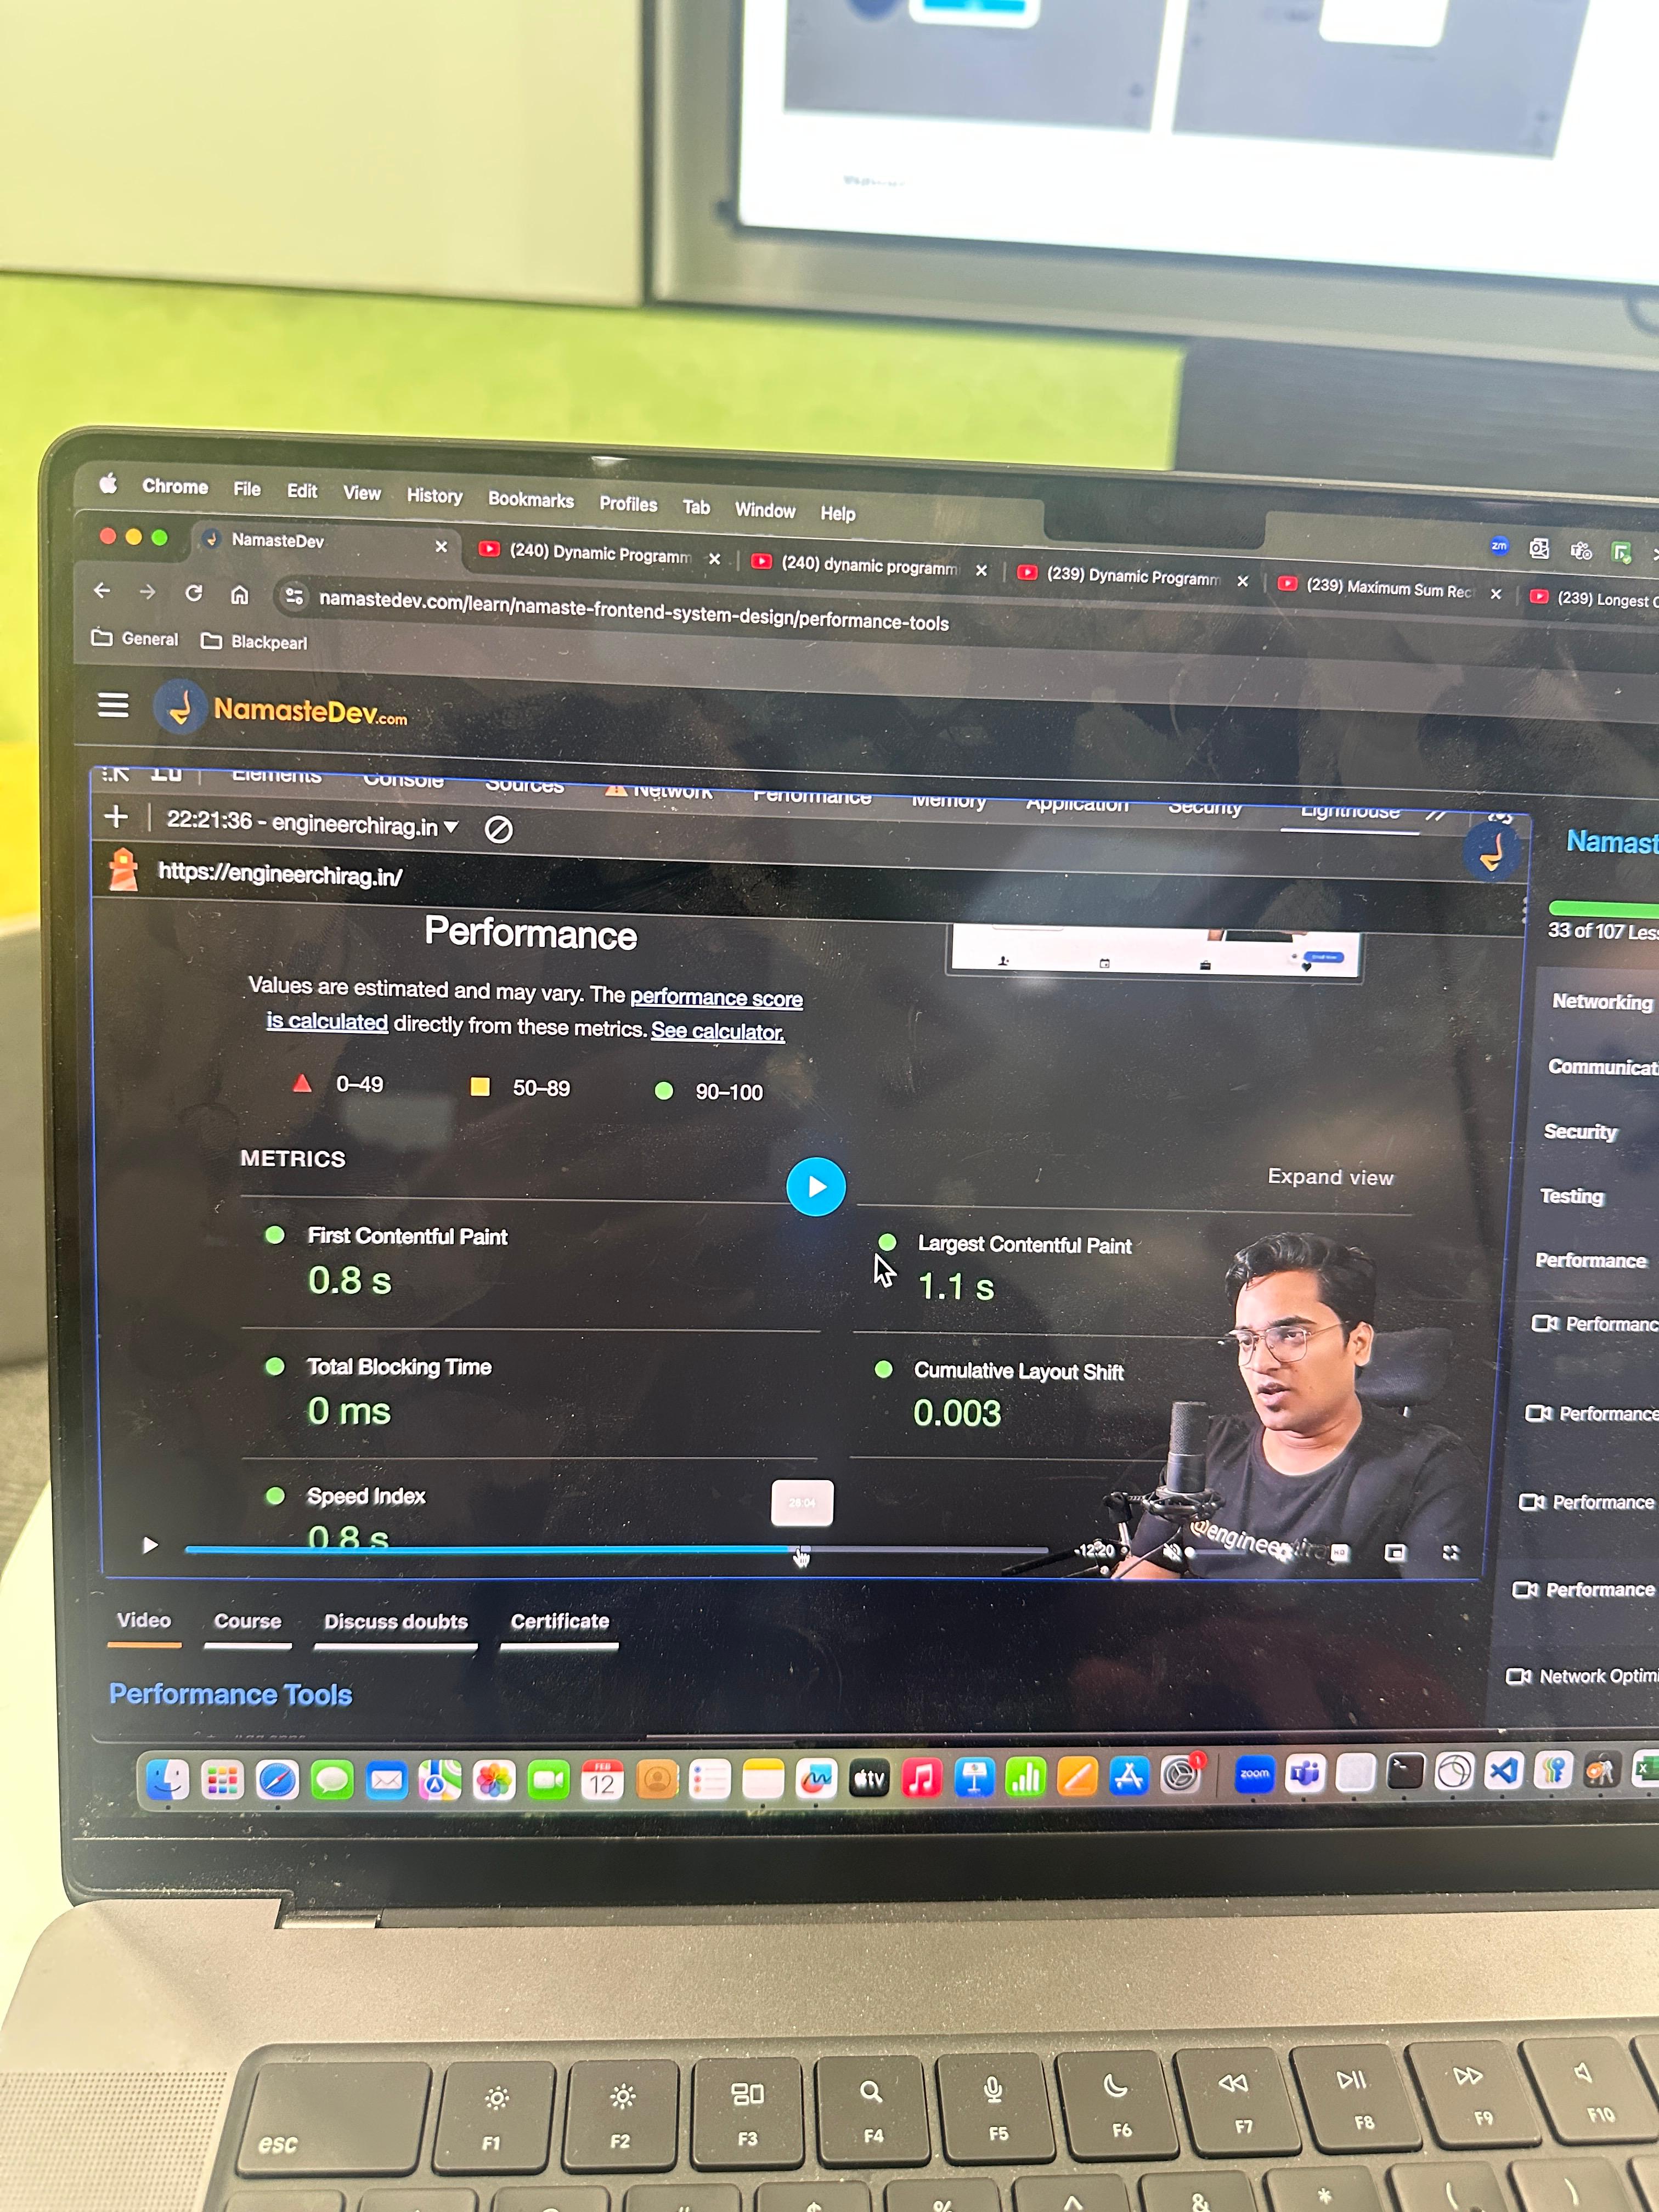 Chrome File Edit View History Bookmarks Profiles Tab Window Help
zm
NamasteDev
(240) Dynamic Programm
(240) dynamic programm
(239) Dynamic Programm
(239) Maximum Sum Rec
(239) Longest C
namastedev.com/learn/namaste-frontend-system-design/performance-tools
General Blackpearl
NamasteDev.com
Elements Console Sources Network Performance Memory Application Security Lighthouse
22:21:36 - engineerchirag.in
https://engineerchirag.in/
Performance
Values are estimated and may vary. The performance score
is calculated directly from these metrics. See calculator.
0–49 50–89 90–100
METRICS
Expand view
First Contentful Paint
0.8 s
Largest Contentful Paint
1.1 s
Total Blocking Time
0 ms
Cumulative Layout Shift
0.003
Speed Index
0.8 s
-12:20
Namast
33 of 107 Less
Networking
Communicat
Security
Testing
Performance
Performanc
Performance
Performance
Performance
Network Optimi
Video Course Discuss doubts Certificate
Performance Tools
FEB
12
tv
1
zoom
esc F1 F2 F3 F4 F5 F6 F7 F8 F9 F10
% ^ & * ( )